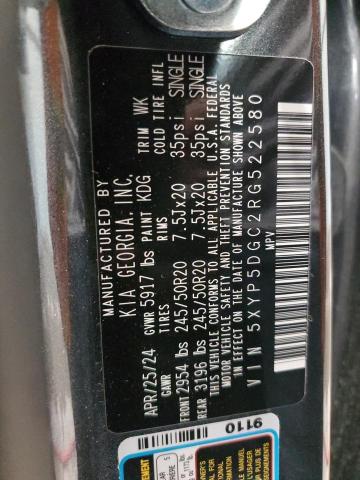 MANUFACTURED BY
KIA GEORGIA, INC.
APR/25/24 GVWR 5917 lbs PAINT KDG TRIM WK
GAWR TIRES RIMS COLD TIRE INFL
FRONT 2954 lbs 245/50R20 7.5Jx20 35psi SINGLE
REAR 3196 lbs 245/50R20 7.5Jx20 35psi SINGLE
THIS VEHICLE CONFORMS TO ALL APPLICABLE U.S.A. FEDERAL
MOTOR VEHICLE SAFETY AND THEFT PREVENTION STANDARDS
IN EFFECT ON THE DATE OF MANUFACTURE SHOWN ABOVE.
VIN 5XYP5DGC2RG522580
MPV
9110